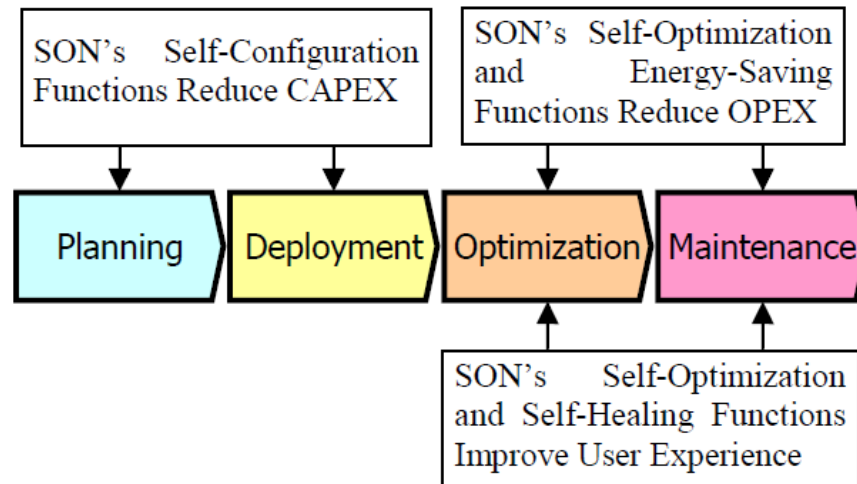 SON’s Self-Configuration
Functions Reduce CAPEX
SON’s Self-Optimization
and Energy-Saving
Functions Reduce OPEX
Planning
Deployment
Optimization
Maintenance
SON’s Self-Optimization
and Self-Healing Functions
Improve User Experience